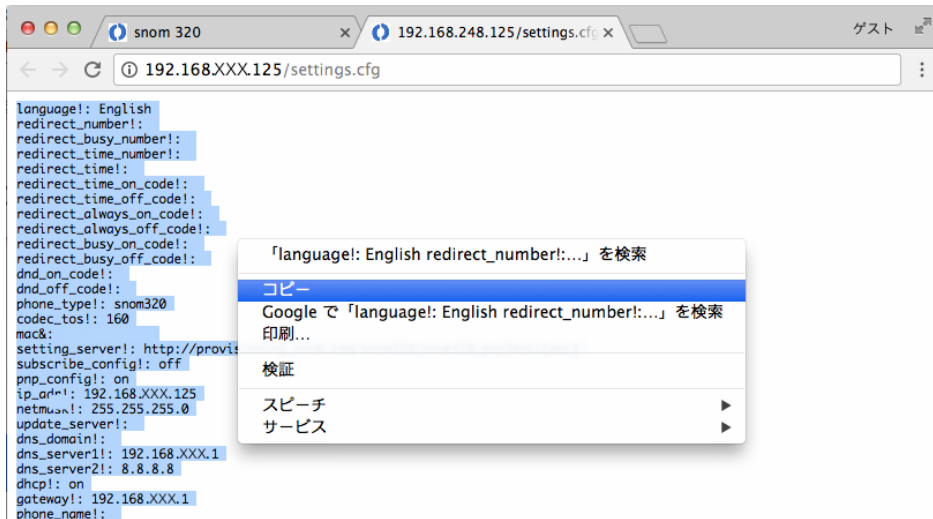 snom 320
192.168.248.125/settings.cfg
ゲスト
192.168.XXX.125/settings.cfg
language!: English
redirect_number!:
redirect_busy_number!:
redirect_time_number!:
redirect_time!:
redirect_time_on_code!:
redirect_time_off_code!:
redirect_always_on_code!:
redirect_always_off_code!:
redirect_busy_on_code!:
redirect_busy_off_code!:
dnd_on_code!:
dnd_off_code!:
phone_type!: snom320
codec_tos!: 160
mac&:
setting_server!: http://provis
subscribe_config!: off
pnp_config!: on
ip_adr!: 192.168.XXX.125
netmask!: 255.255.255.0
update_server!:
dns_domain!:
dns_server1!: 192.168.XXX.1
dns_server2!: 8.8.8.8
dhcp!: on
gateway!: 192.168.XXX.1
phone_name!:
「language!: English redirect_number!:...」を検索
コピー
Google で「language!: English redirect_number!:...」を検索
印刷...
検証
スピーチ
サービス